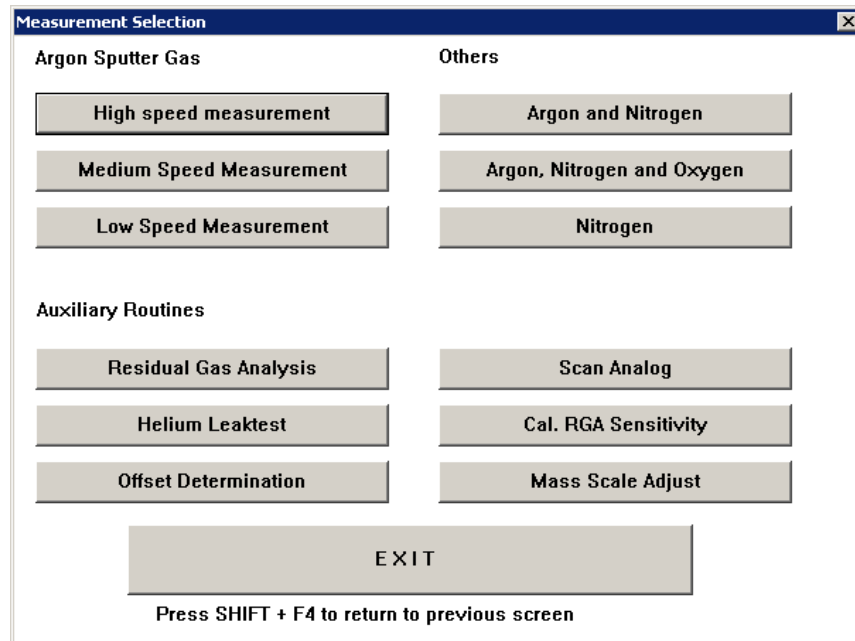 Measurement Selection
Argon Sputter Gas
Others
High speed measurement
Argon and Nitrogen
Medium Speed Measurement
Argon, Nitrogen and Oxygen
Low Speed Measurement
Nitrogen
Auxiliary Routines
Residual Gas Analysis
Scan Analog
Helium Leaktest
Cal. RGA Sensitivity
Offset Determination
Mass Scale Adjust
EXIT
Press SHIFT + F4 to return to previous screen